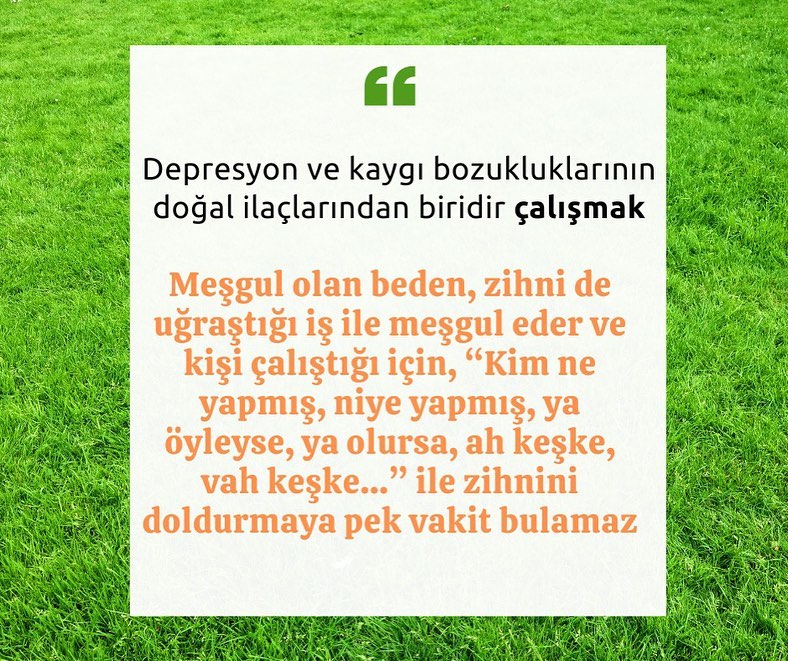 Depresyon ve kaygı bozukluklarının
doğal ilaçlarından biridir çalışmak
Meşgul olan beden, zihni de
uğraştığı iş ile meşgul eder ve
kişi çalıştığı için, “Kim ne
yapmış, niye yapmış, ya
öyleyse, ya olursa, ah keşke,
vah keşke...” ile zihnini
doldurmaya pek vakit bulamaz